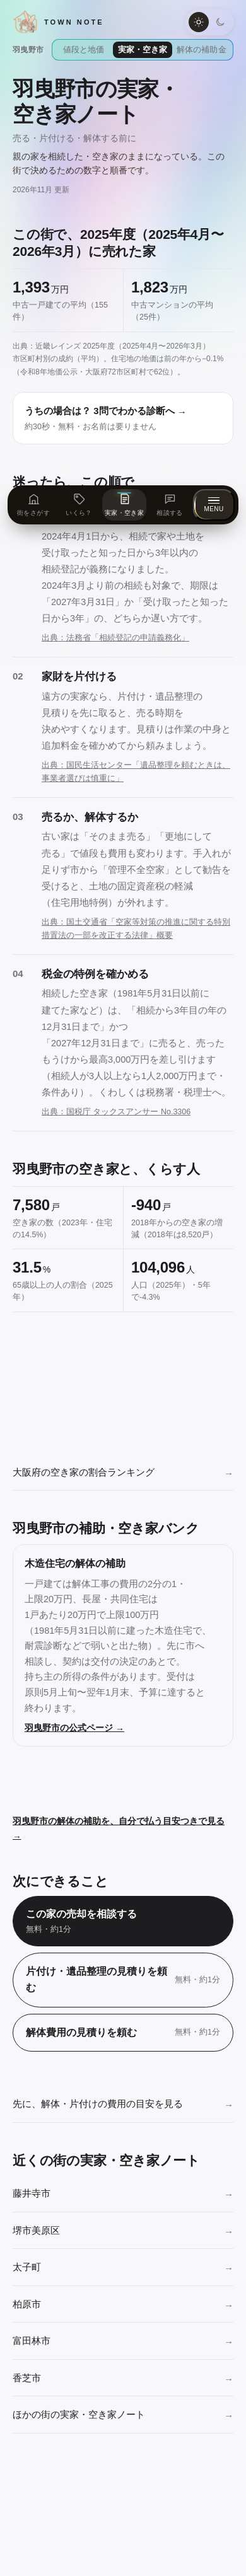 TOWN NOTE
羽曳野市
値段と地価
実家・空き家
解体の補助金
羽曳野市の実家・
空き家ノート
売る・片付ける・解体する前に
親の家を相続した・空き家のままになっている。この
街で決めるための数字と順番です。
2026年11月 更新
この街で、2025年度（2025年4月〜
2026年3月）に売れた家
1,393万円
中古一戸建ての平均（155
件）
1,823万円
中古マンションの平均
（25件）
出典：近畿レインズ 2025年度（2025年4月〜2026年3月）
市区町村別の成約（平均）。住宅地の地価は前の年から−0.1%
（令和8年地価公示・大阪府72市区町村で62位）。
うちの場合は？ 3問でわかる診断へ →
約30秒・無料・お名前は要りません
迷ったら、この順で
街をさがす
いくら？
実家・空き家
相談する
MENU
2024年4月1日から、相続で家や土地を
受け取ったと知った日から3年以内の
相続登記が義務になりました。
2024年3月より前の相続も対象で、期限は
「2027年3月31日」か「受け取ったと知った
日から3年」の、どちらか遅い方です。
出典：法務省「相続登記の申請義務化」
02
家財を片付ける
遠方の実家なら、片付け・遺品整理の
見積りを先に取ると、売る時期を
決めやすくなります。見積りは作業の中身と
追加料金を確かめてから頼みましょう。
出典：国民生活センター「遺品整理を頼むときは、
事業者選びは慎重に」
03
売るか、解体するか
古い家は「そのまま売る」「更地にして
売る」で値段も費用も変わります。手入れが
足りず市から「管理不全空家」として勧告を
受けると、土地の固定資産税の軽減
（住宅用地特例）が外れます。
出典：国土交通省「空家等対策の推進に関する特別
措置法の一部を改正する法律」概要
04
税金の特例を確かめる
相続した空き家（1981年5月31日以前に
建てた家など）は、「相続から3年目の年の
12月31日まで」かつ
「2027年12月31日まで」に売ると、売った
もうけから最高3,000万円を差し引けます
（相続人が3人以上なら1人2,000万円まで・
条件あり）。くわしくは税務署・税理士へ。
出典：国税庁 タックスアンサー No.3306
羽曳野市の空き家と、くらす人
7,580戸
空き家の数（2023年・住宅
の14.5%）
-940戸
2018年からの空き家の増
減（2018年は8,520戸）
31.5%
65歳以上の人の割合（2025
年）
104,096人
人口（2025年）・5年
で-4.3%
大阪府の空き家の割合ランキング →
羽曳野市の補助・空き家バンク
木造住宅の解体の補助
一戸建ては解体工事の費用の2分の1・
上限20万円、長屋・共同住宅は
1戸あたり20万円で上限100万円
（1981年5月31日以前に建った木造住宅で、
耐震診断などで弱いと出た物）。先に市へ
相談し、契約は交付の決定のあとで。
持ち主の所得の条件があります。受付は
原則5月上旬〜翌年1月末、予算に達すると
終わります。
羽曳野市の公式ページ →
羽曳野市の解体の補助を、自分で払う目安つきで見る
→
次にできること
この家の売却を相談する
無料・約1分
片付け・遺品整理の見積りを頼
む
無料・約1分
解体費用の見積りを頼む
無料・約1分
先に、解体・片付けの費用の目安を見る →
近くの街の実家・空き家ノート
藤井寺市 →
堺市美原区 →
太子町 →
柏原市 →
富田林市 →
香芝市 →
ほかの街の実家・空き家ノート →